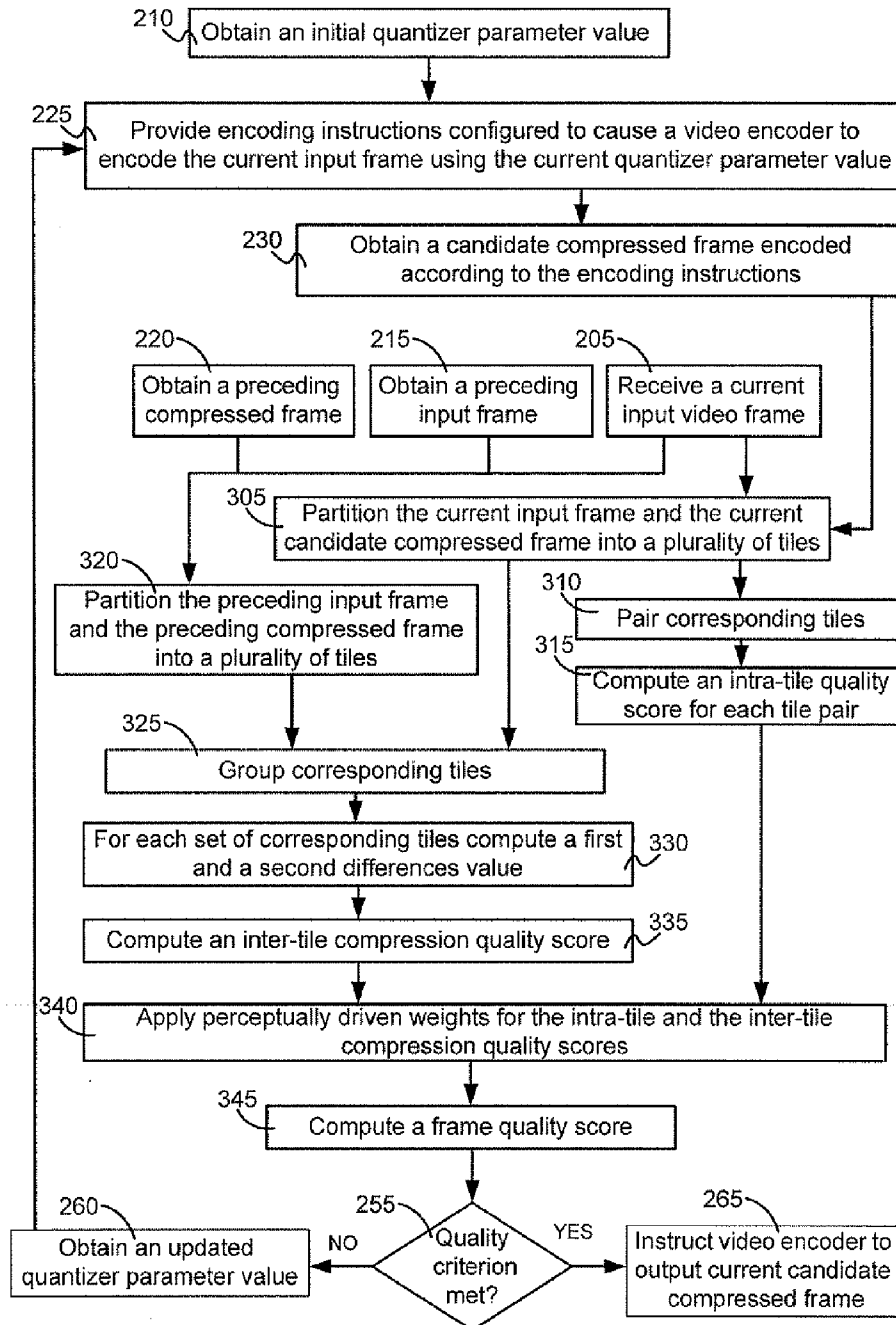 210
Obtain an initial quantizer parameter value
225
Provide encoding instructions configured to cause a video encoder to
encode the current input frame using the current quantizer parameter value
230
Obtain a candidate compressed frame encoded
according to the encoding instructions
220
215
205
Obtain a preceding
compressed frame
Obtain a preceding
input frame
Receive a current
input video frame
305
Partition the current input frame and the current
candidate compressed frame into a plurality of tiles
320
Partition the preceding input frame
and the preceding compressed frame
into a plurality of tiles
310
Pair corresponding tiles
315
Compute an intra-tile quality
score for each tile pair
325
Group corresponding tiles
For each set of corresponding tiles compute a first
and a second differences value
330
Compute an inter-tile compression quality score
335
340
Apply perceptually driven weights for the intra-tile and the inter-tile
compression quality scores
345
Compute a frame quality score
260
Obtain an updated
quantizer parameter value
NO
255
Quality
criterion
met?
YES
265
Instruct video encoder to
output current candidate
compressed frame